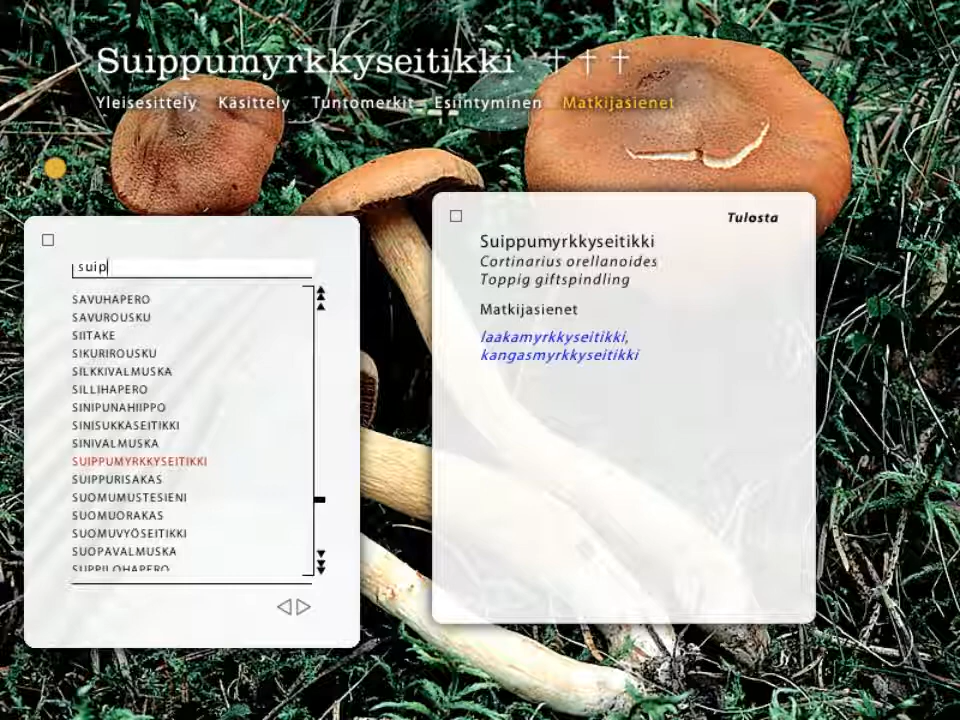 Suippumyrkkyseitikki † † †
Yleisesittely Käsittely Tuntomerkit Esiintyminen Matkijasienet
suip
SAVUHAPERO
SAVUROUSKU
SIITAKE
SIKURIROUSKU
SILKKIVALMUSKA
SILLIHAPERO
SINIPUNAHIIPPO
SINISUKKASEITIKKI
SINIVALMUSKA
SUIPPUMYRKKYSEITIKKI
SUIPPURISAKAS
SUOMUMUSTESIENI
SUOMUORAKAS
SUOMUVYÖSEITIKKI
SUOPAVALMUSKA
SUPPILOHAPERO
Tulosta
Suippumyrkkyseitikki
Cortinarius orellanoides
Toppig giftspindling
Matkijasienet
laakamyrkkyseitikki,
kangasmyrkkyseitikki